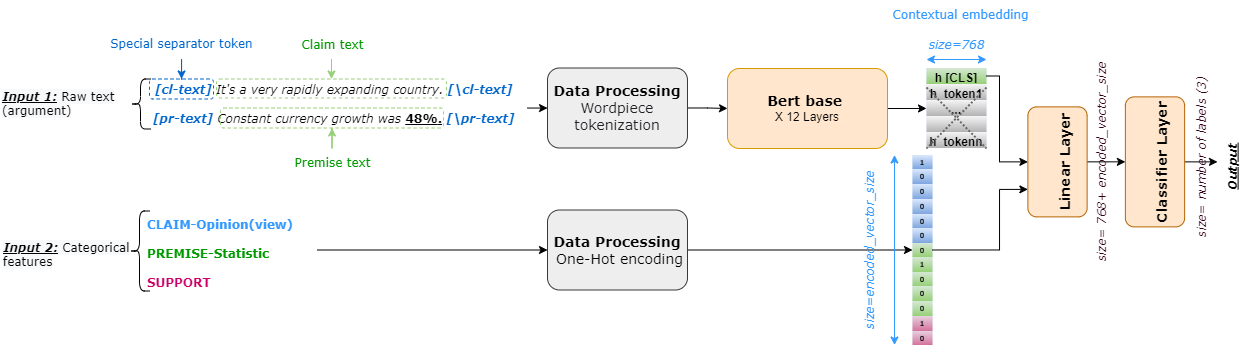 Contextual embedding
Special separator token
Claim text
size=768
h [CLS]
Input 1: Raw text
(argument)
[cl-text] It's a very rapidly expanding country. [\cl-text]
[pr-text] Constant currency growth was 48%. [\pr-text]
Premise text
Data Processing
Wordpiece
tokenization
Bert base
X 12 Layers
h_token1
h_tokenn
Input 2: Categorical
features
CLAIM-Opinion(view)
PREMISE-Statistic
SUPPORT
Data Processing
One-Hot encoding
size=encoded_vector_size
1
0
0
0
0
0
0
1
0
0
0
1
0
Linear Layer
size= 768+ encoded_vector_size
Classifier Layer
size= number of labels (3)
Output